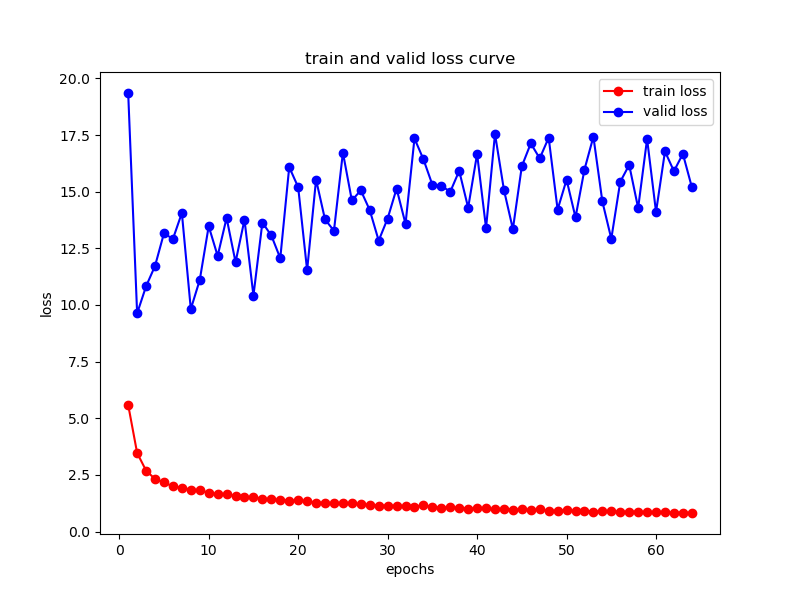 train and valid loss curve
20.0
17.5
15.0
12.5
10.0
7.5
5.0
2.5
0.0
loss
train loss
valid loss
0 10 20 30 40 50 60
epochs